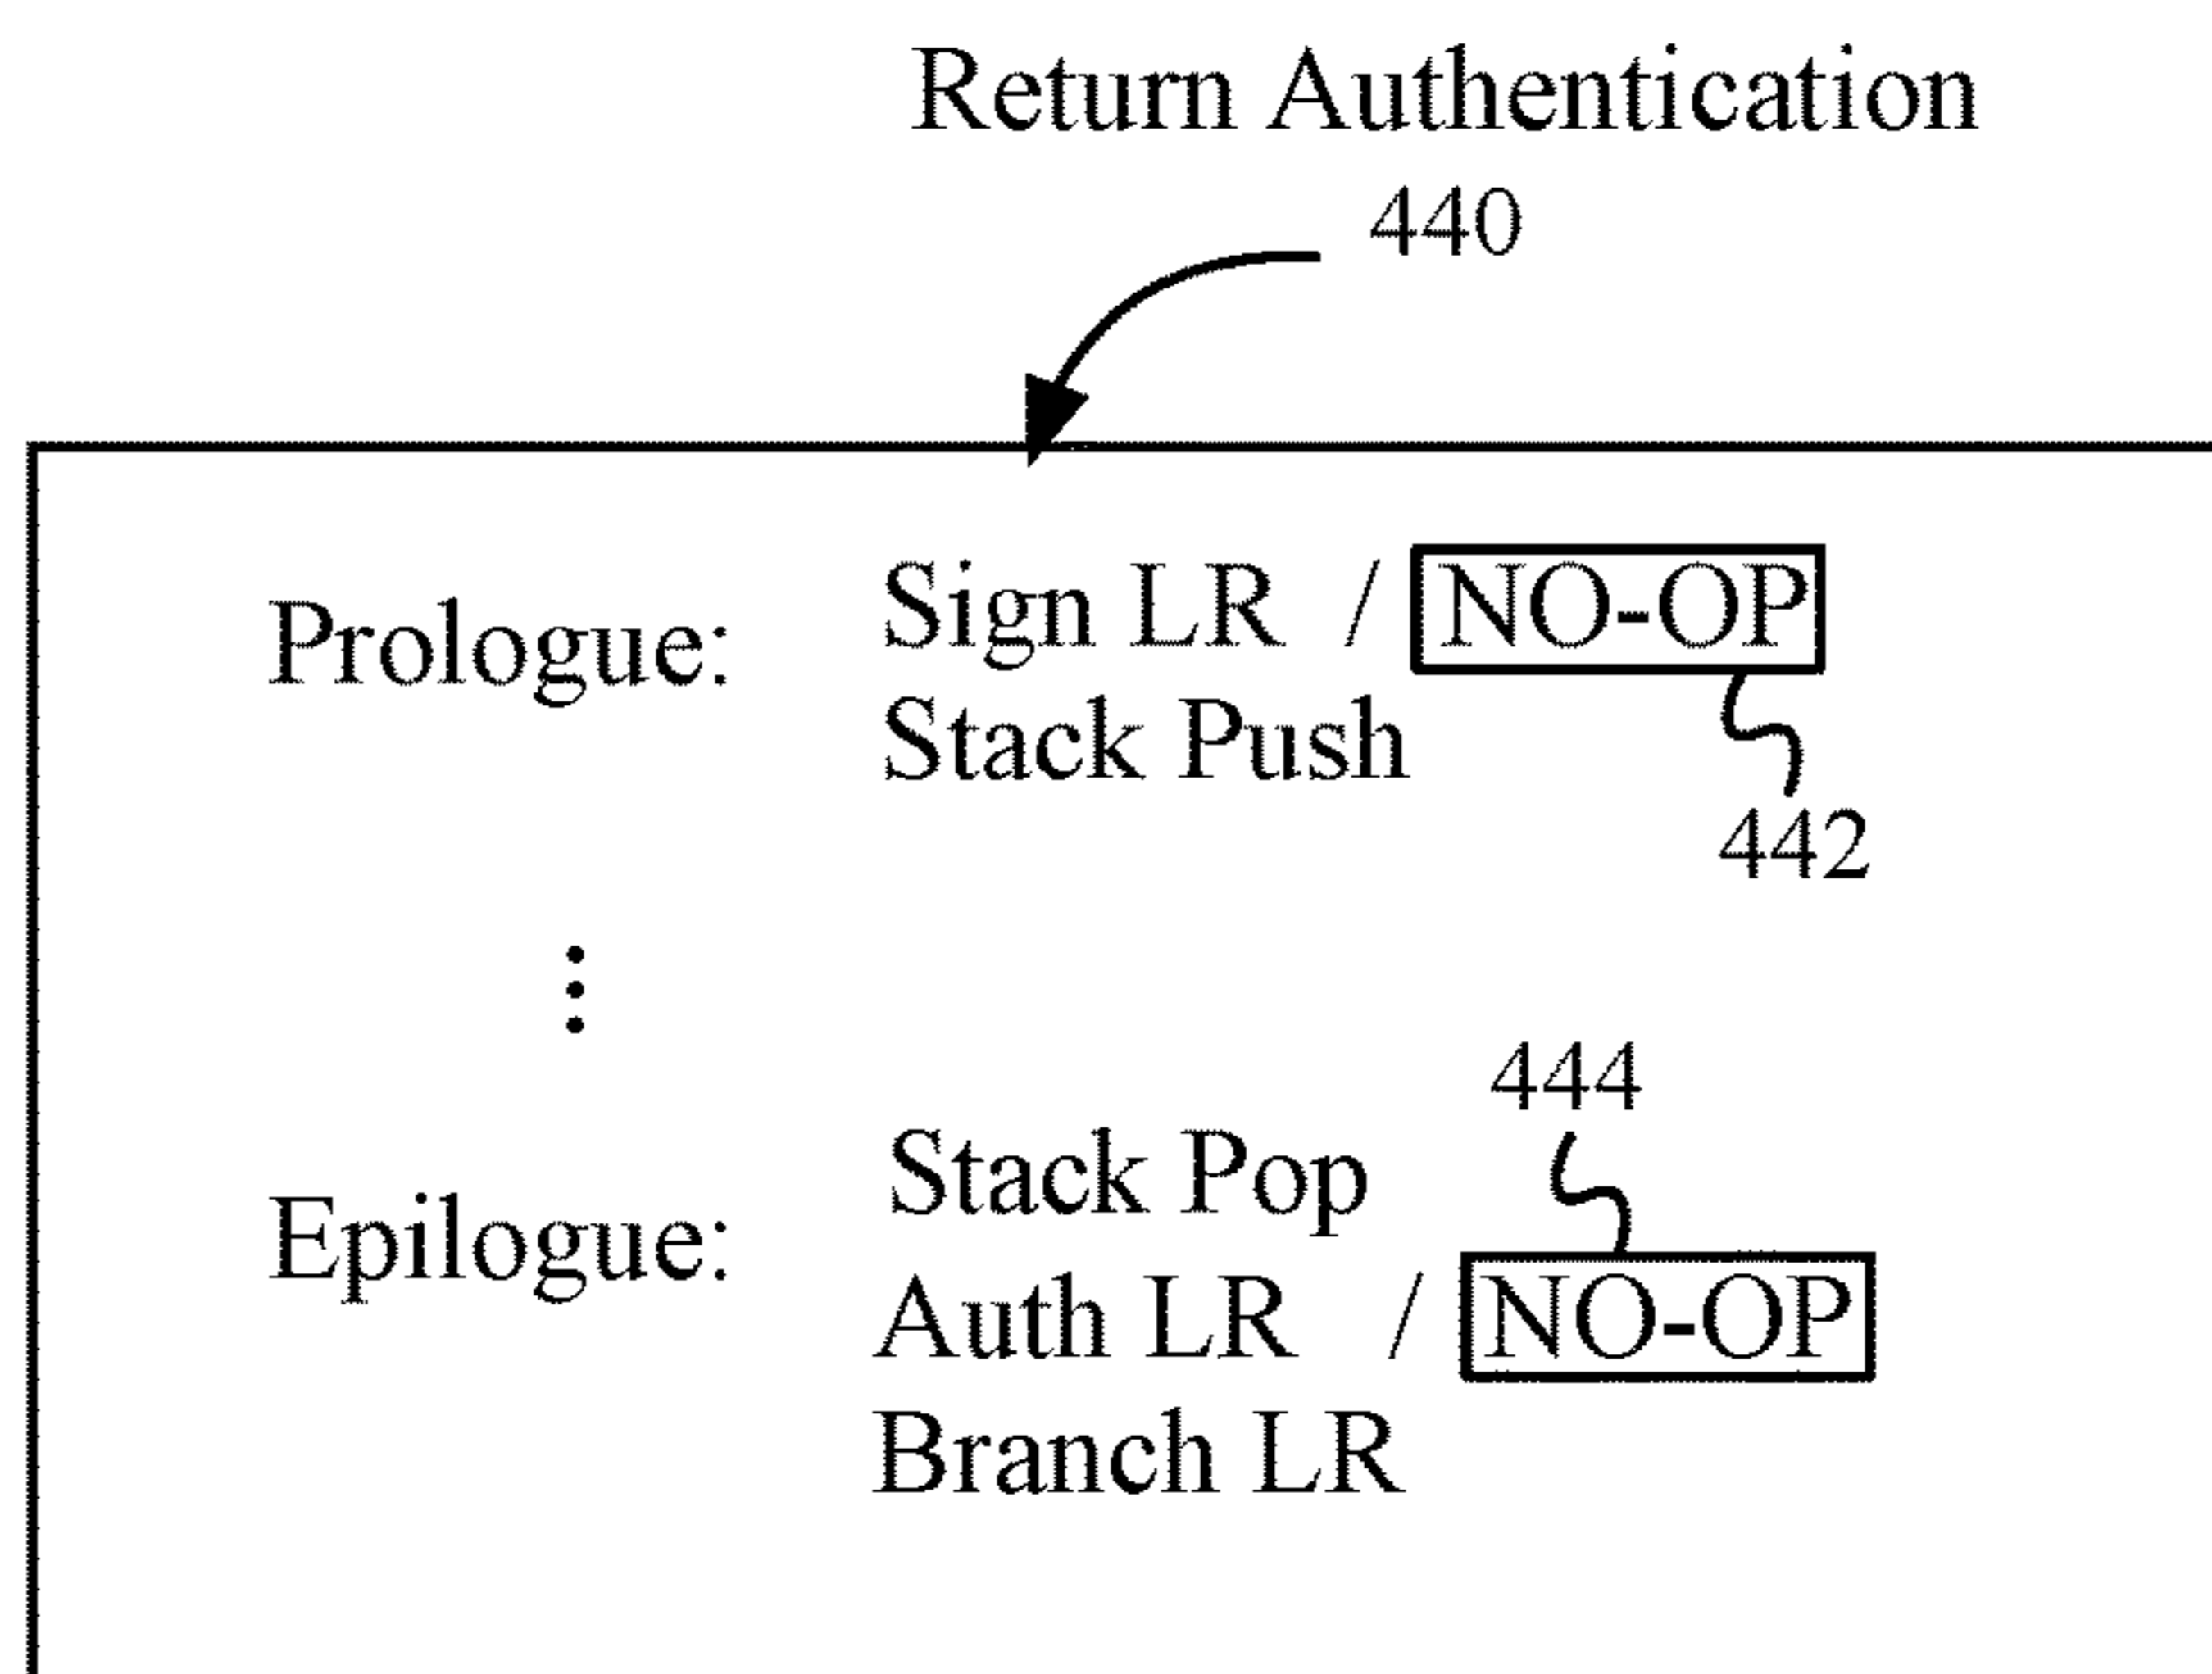 Return Authentication
440
Prologue: Sign LR / NO-OP
Stack Push
442
444
Stack Pop
Epilogue: Auth LR / NO-OP
Branch LR